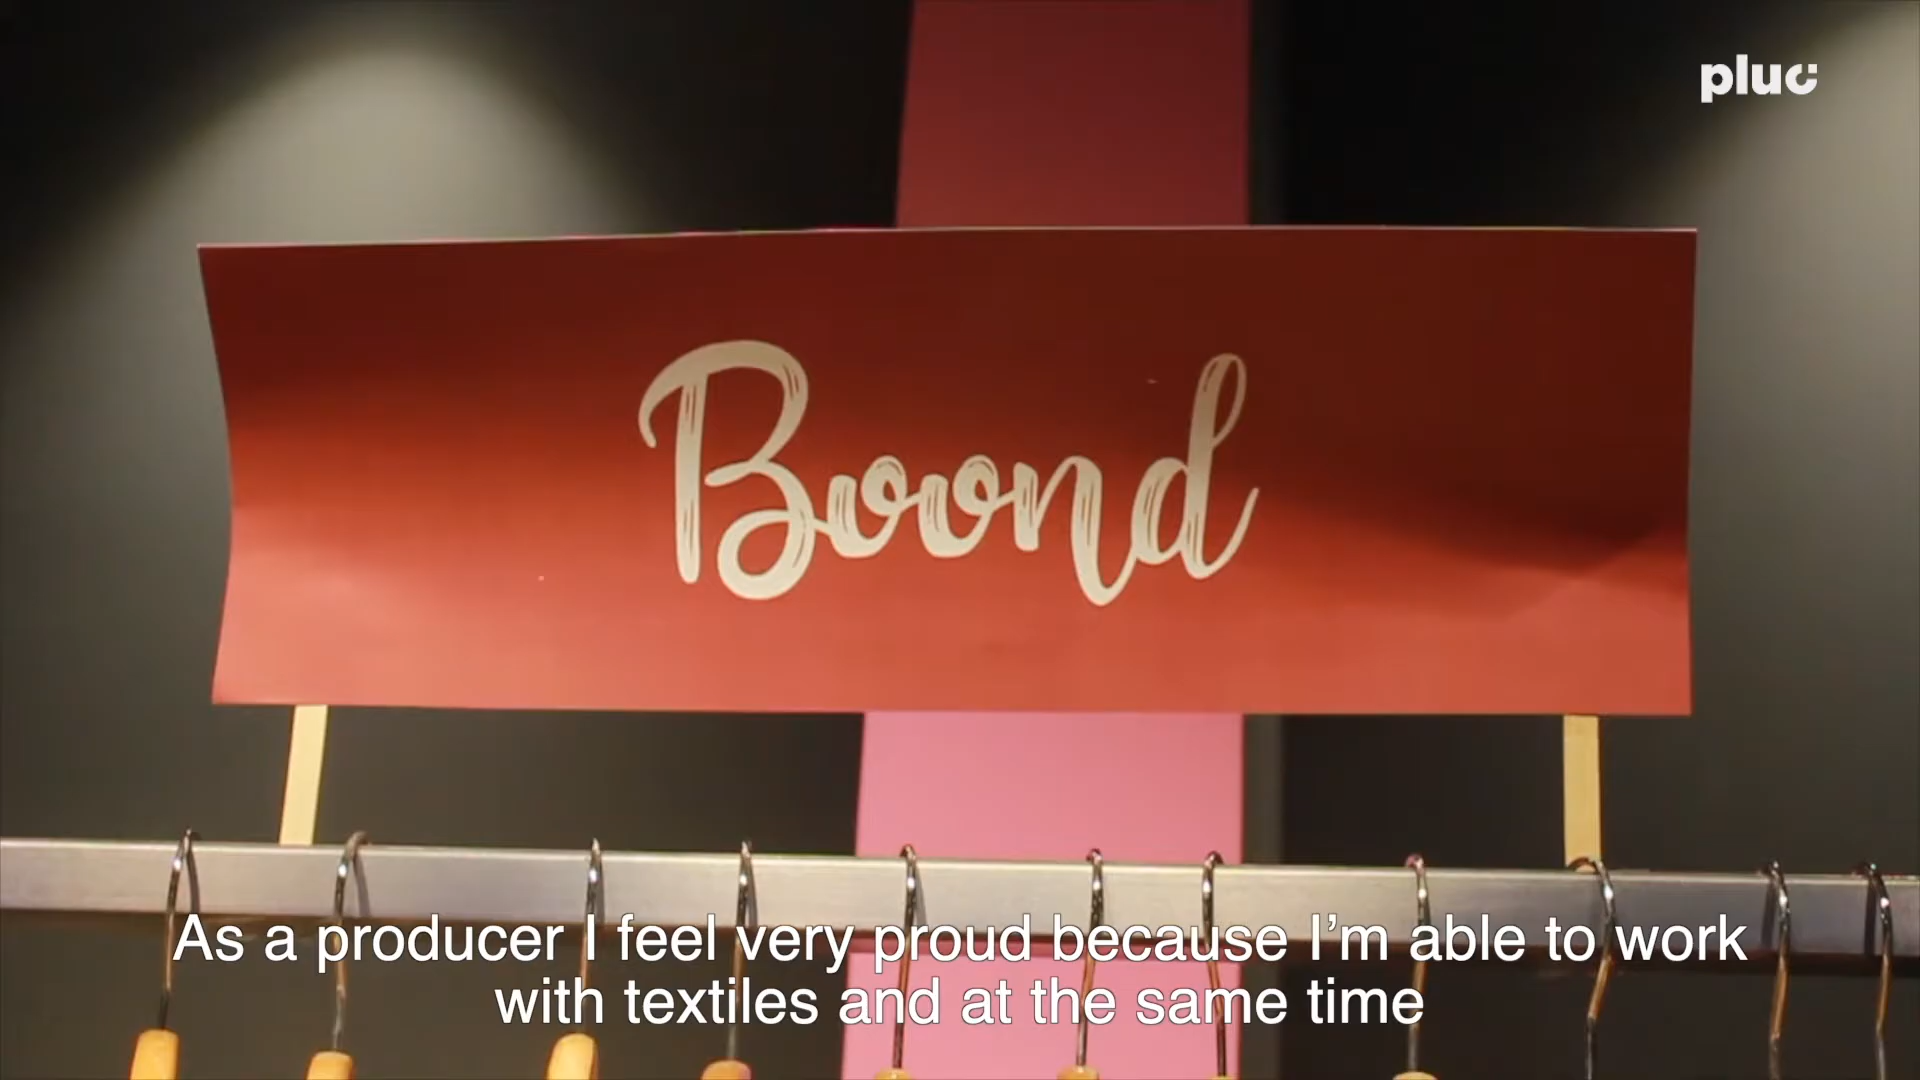 pluc
Boond
As a producer I feel very proud because I’m able to work
with textiles and at the same time